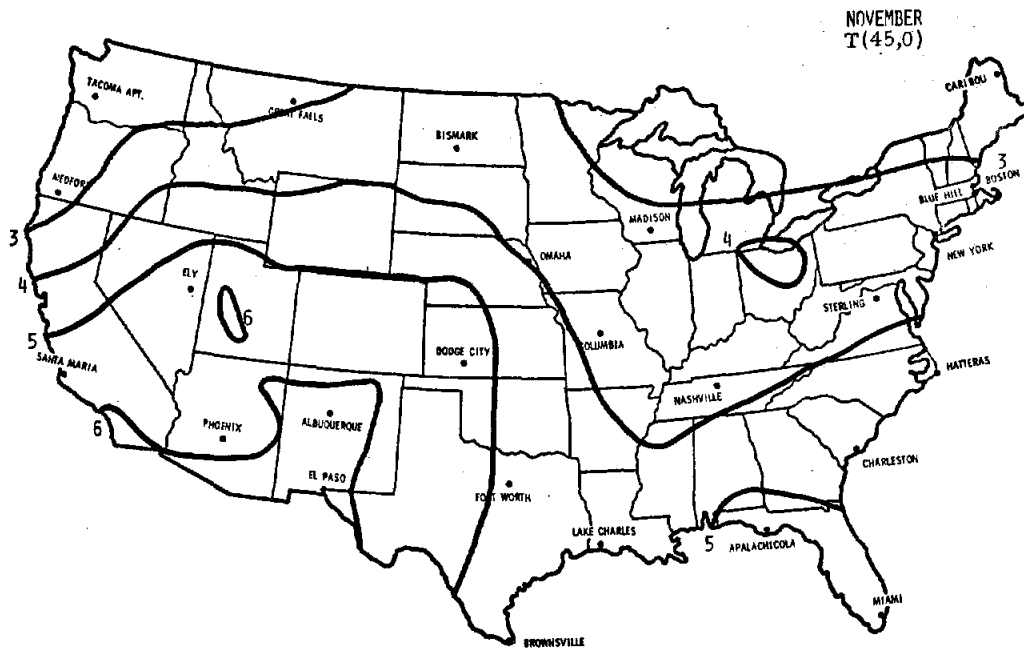 NOVEMBER
T(45,0)
TACOMA APT.
GREAT FALLS
BISMARK
CARIBOU
MEDFORD
3
BOSTON
BLUE HILL
MADISON
3
4
NEW YORK
4
ELY
OMAHA
STERLING
6
5
COLUMBIA
SANTA MARIA
DODGE CITY
HATTERAS
NASHVILLE
6
PHOENIX
ALBUQUERQUE
CHARLESTON
EL PASO
FORT WORTH
LAKE CHARLES
5
APALACHICOLA
MIAMI
BROWNSVILLE